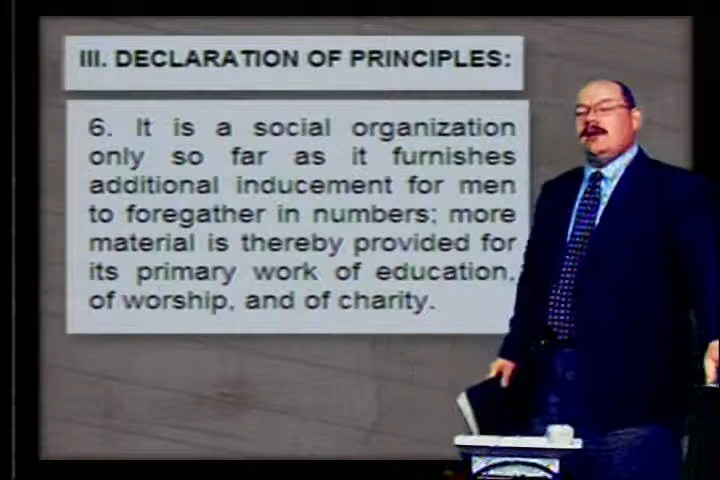 III. DECLARATION OF PRINCIPLES:
6. It is a social organization
only so far as it furnishes
additional inducement for men
to foregather in numbers; more
material is thereby provided for
its primary work of education,
of worship, and of charity.